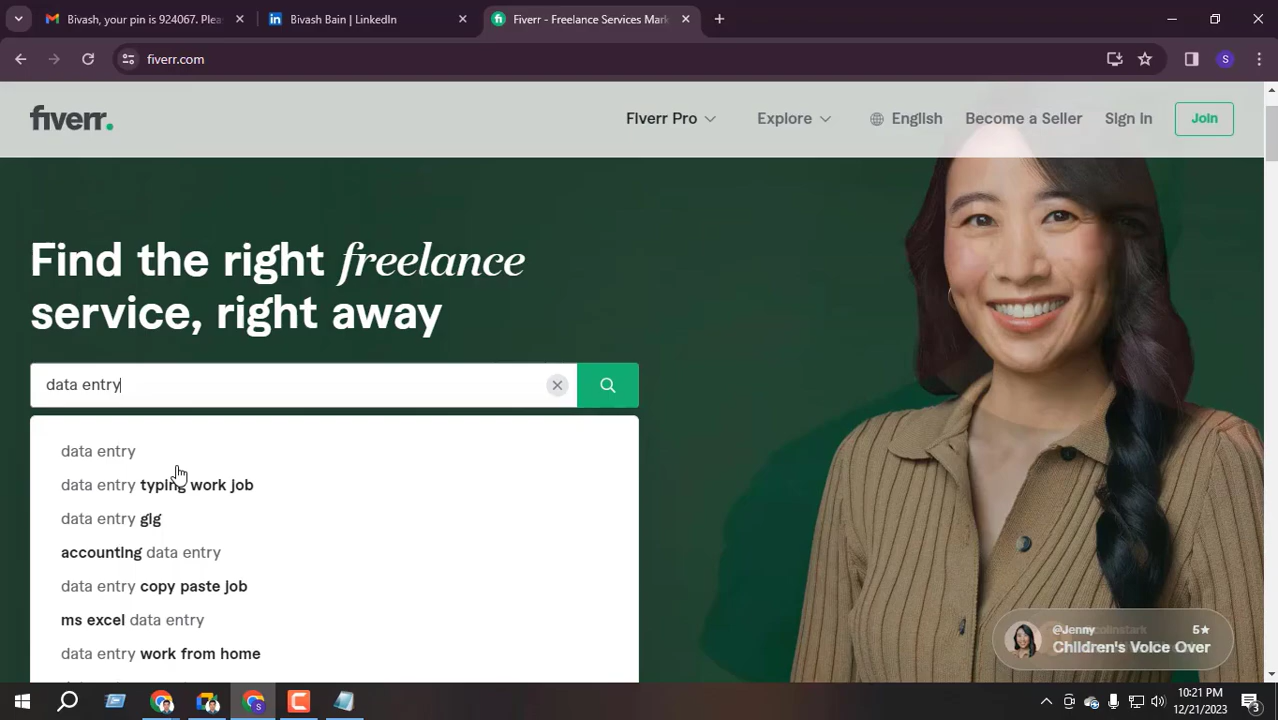 Bivash, your pin is 924067. Plea
Bivash Bain | LinkedIn
Fiverr - Freelance Services Mark
fiverr.com
S
fiverr.
Fiverr Pro
Explore
English
Become a Seller
Sign in
Join
Find the right freelance
service, right away
data entry
data entry
data entry typing work job
data entry glg
accounting data entry
data entry copy paste job
ms excel data entry
data entry work from home
@Jenny
5★
Children's Voice Over
10:21 PM
12/21/2023
3